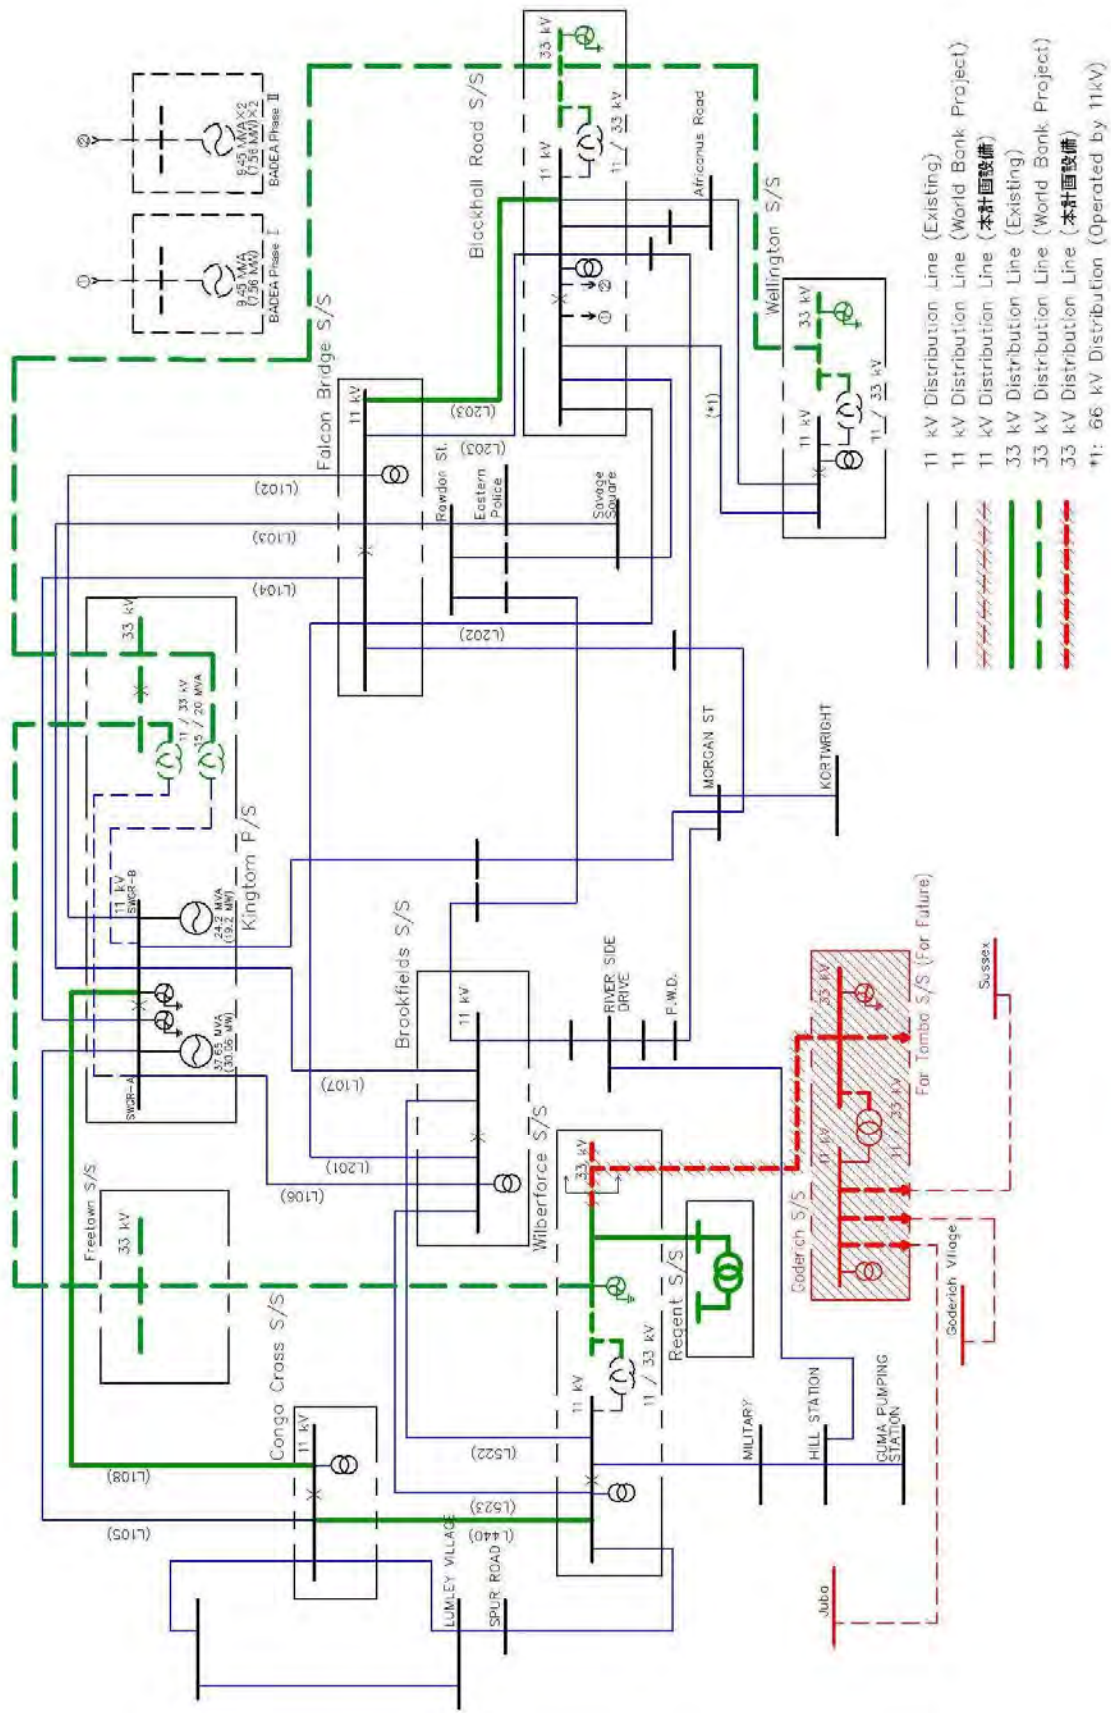 Freetown S/S
33 kV
Congo Cross S/S
11 kV
(L105)
(L108)
(L440)
(L523)
(L522)
(L106)
(L201)
(L107)
LUMLEY VILLAGE
SPUR ROAD
Kingtom P/S
SWGR-A
SWGR-B
11 kV
37.65 MVA
(30.06 MW)
24.2 MVA
(19.2 MW)
11 / 33 kV
15 / 20 MVA
33 kV
Brookfields S/S
11 kV
Wilberforce S/S
11 kV
11 / 33 kV
33 kV
Regent S/S
MILITARY
HILL STATION
GUMA PUMPING
STATION
RIVER SIDE
DRIVE
P.W.D.
MORGAN ST
KORTWRIGHT
Falcon Bridge S/S
11 kV
(L102)
(L103)
(L104)
(L202)
(L203)
(L203)
Rawdon St.
Eastern
Police
Savage
Square
①
9.45 MVA
(7.56 MW)
BADEA Phase I
②
9.45 MVA×2
(7.56 MW)×2
BADEA Phase II
Blackhall Road S/S
11 kV
11 / 33 kV
33 kV
①
②
Africanus Road
(*1)
Wellington S/S
11 kV
11 / 33 kV
33 kV
Goderich S/S
11 kV
11 / 33 kV
33 kV
For Tombo S/S (For Future)
Sussex
Goderich Village
Juba
11 kV Distribution Line (Existing)
11 kV Distribution Line (World Bank Project)
11 kV Distribution Line (本計画設備)
33 kV Distribution Line (Existing)
33 kV Distribution Line (World Bank Project)
33 kV Distribution Line (本計画設備)
*1: 66 kV Distribution (Operated by 11kV)